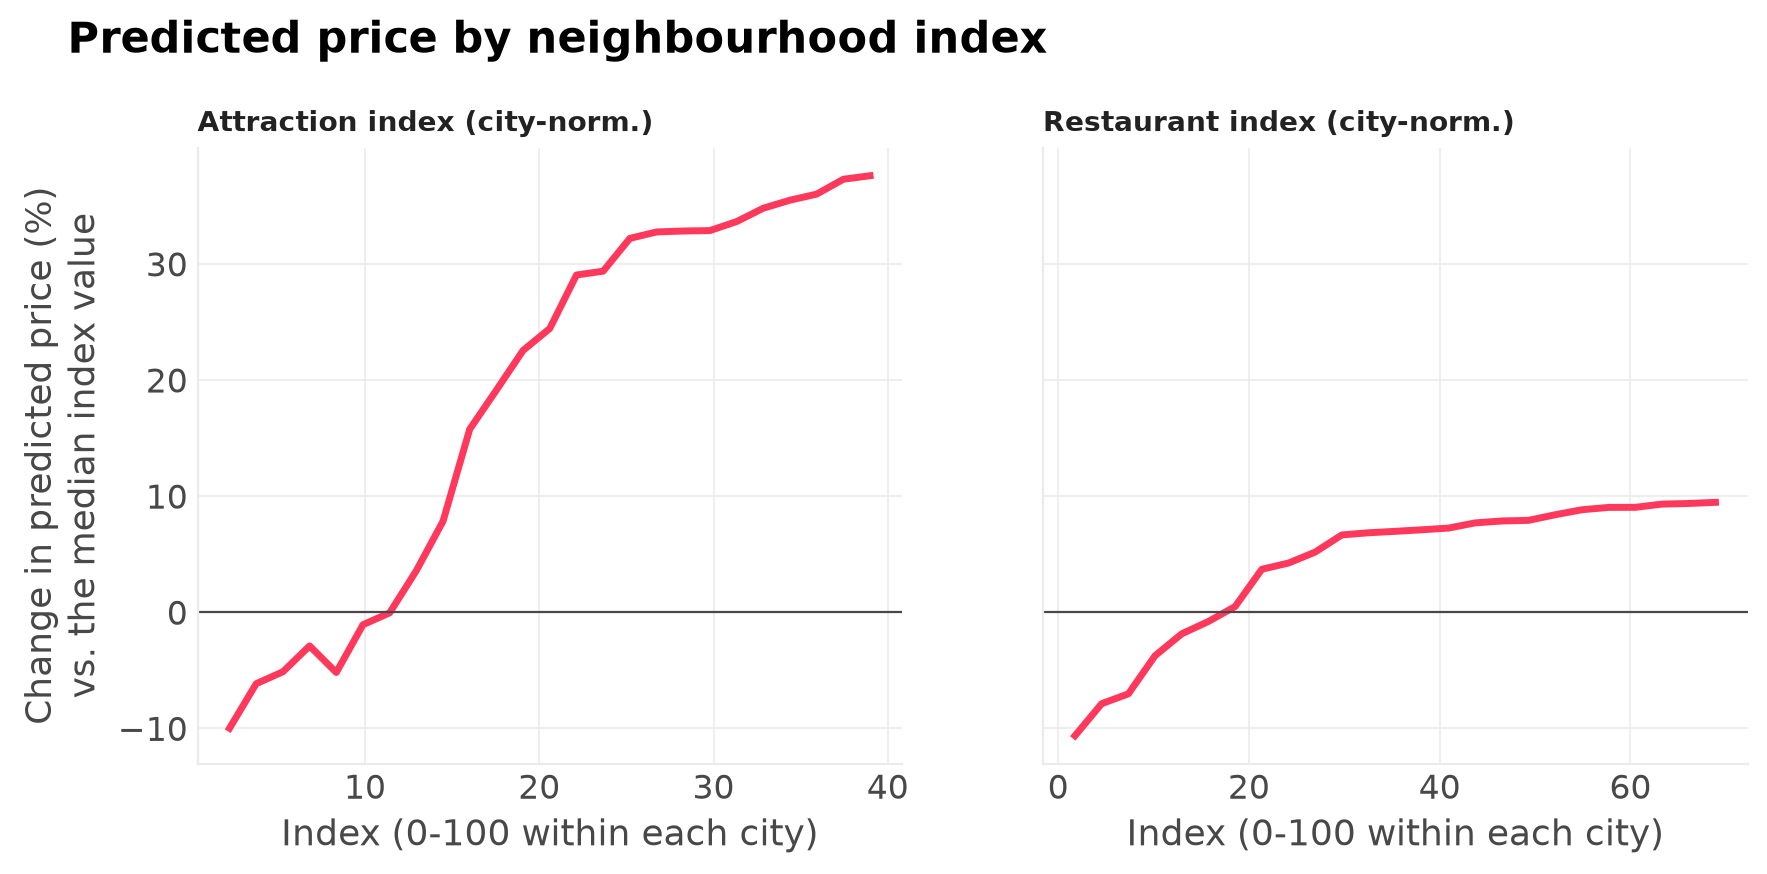 Predicted price by neighbourhood index
Attraction index (city-norm.)
Restaurant index (city-norm.)
Change in predicted price (%)
vs. the median index value
30
20
10
0
−10
10 20 30 40
0 20 40 60
Index (0-100 within each city)
Index (0-100 within each city)